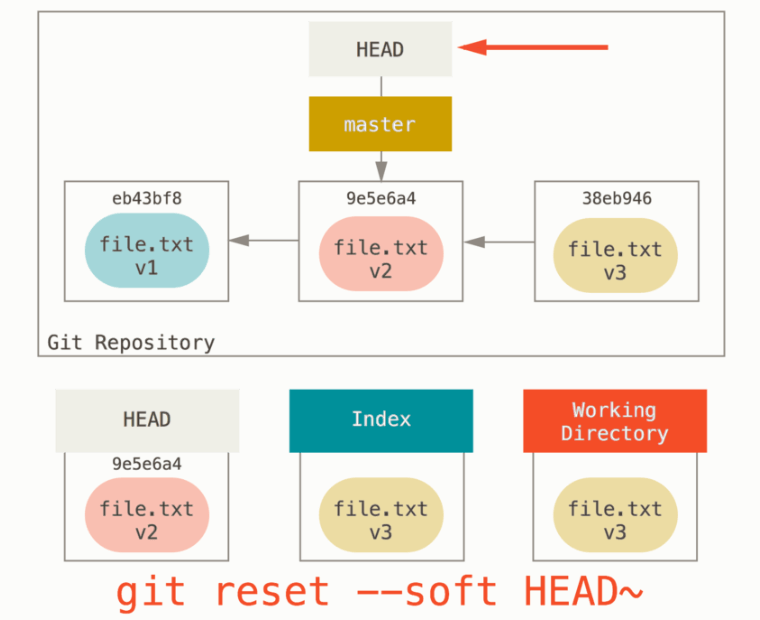 HEAD
master
eb43bf8
9e5e6a4
38eb946
file.txt
v1
file.txt
v2
file.txt
v3
Git Repository
HEAD
Index
Working
Directory
9e5e6a4
file.txt
v2
file.txt
v3
file.txt
v3
git reset --soft HEAD~